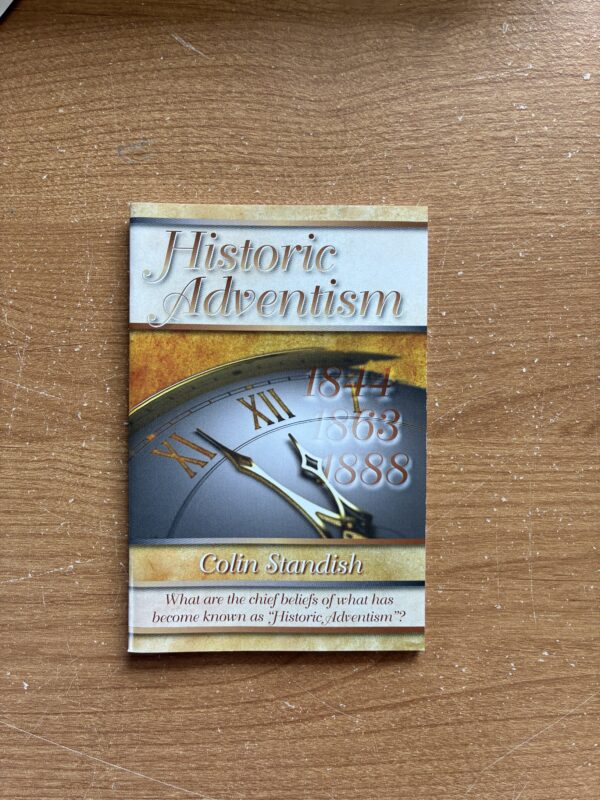 Historic
Adventism
1844
1863
1888
XII
XI
Colin Standish
What are the chief beliefs of what has
become known as "Historic Adventism"?